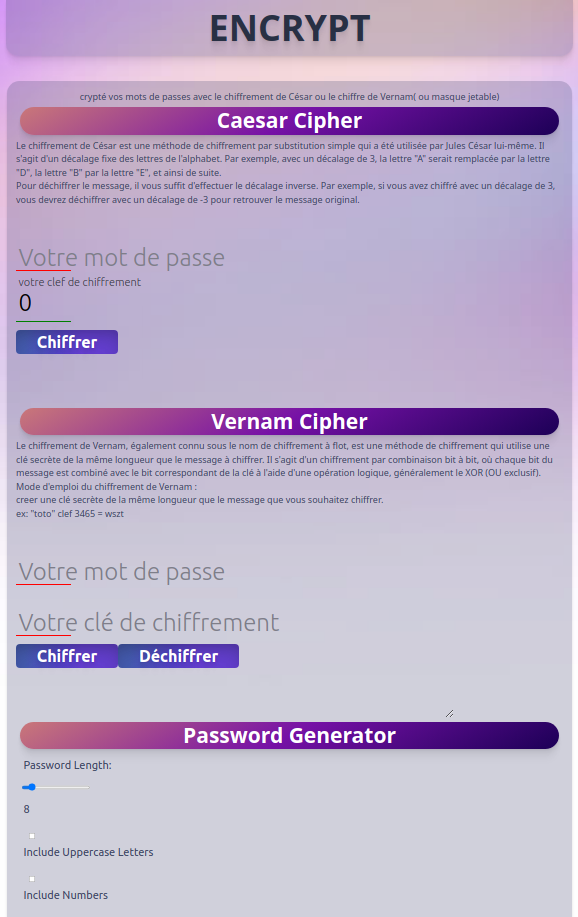 ENCRYPT
crypté vos mots de passes avec le chiffrement de César ou le chiffre de Vernam( ou masque jetable)
Caesar Cipher
Le chiffrement de César est une méthode de chiffrement par substitution simple qui a été utilisée par Jules César lui-même. Il
s'agit d'un décalage fixe des lettres de l'alphabet. Par exemple, avec un décalage de 3, la lettre "A" serait remplacée par la lettre
"D", la lettre "B" par la lettre "E", et ainsi de suite.
Pour déchiffrer le message, il vous suffit d'effectuer le décalage inverse. Par exemple, si vous avez chiffré avec un décalage de 3,
vous devrez déchiffrer avec un décalage de -3 pour retrouver le message original.
Votre mot de passe
votre clef de chiffrement
0
Chiffrer
Vernam Cipher
Le chiffrement de Vernam, également connu sous le nom de chiffrement à flot, est une méthode de chiffrement qui utilise une
clé secrète de la même longueur que le message à chiffrer. Il s'agit d'un chiffrement par combinaison bit à bit, où chaque bit du
message est combiné avec le bit correspondant de la clé à l'aide d'une opération logique, généralement le XOR (OU exclusif).
Mode d'emploi du chiffrement de Vernam :
creer une clé secrète de la même longueur que le message que vous souhaitez chiffrer.
ex: "toto" clef 3465 = wszt
Votre mot de passe
Votre clé de chiffrement
Chiffrer Déchiffrer
Password Generator
Password Length:
8
Include Uppercase Letters
Include Numbers